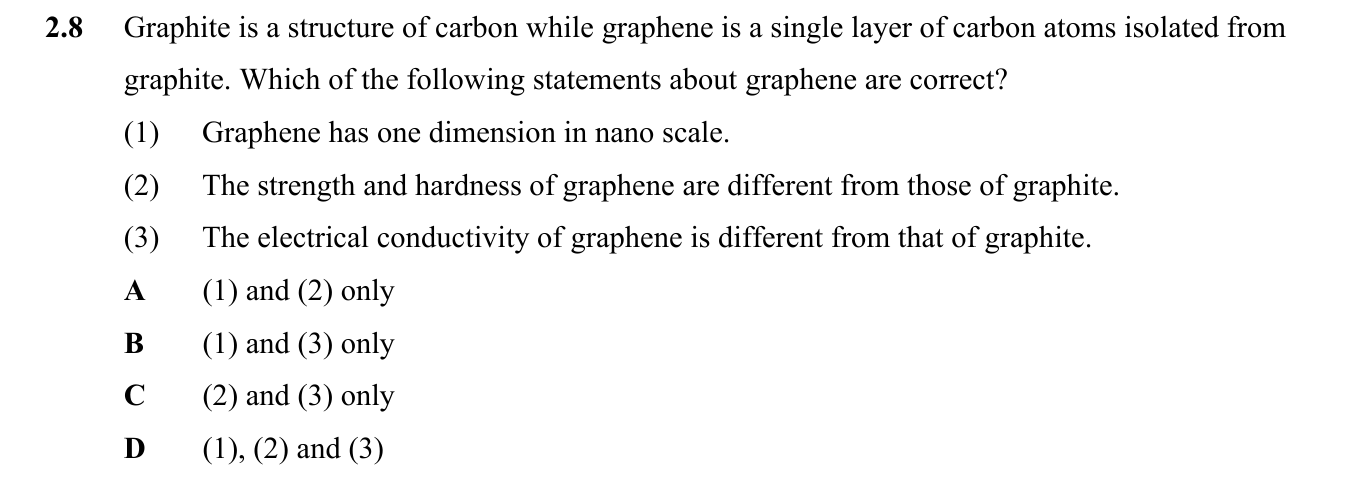 2.8 Graphite is a structure of carbon while graphene is a single layer of carbon atoms isolated from
graphite. Which of the following statements about graphene are correct?
(1) Graphene has one dimension in nano scale.
(2) The strength and hardness of graphene are different from those of graphite.
(3) The electrical conductivity of graphene is different from that of graphite.
A (1) and (2) only
B (1) and (3) only
C (2) and (3) only
D (1), (2) and (3)